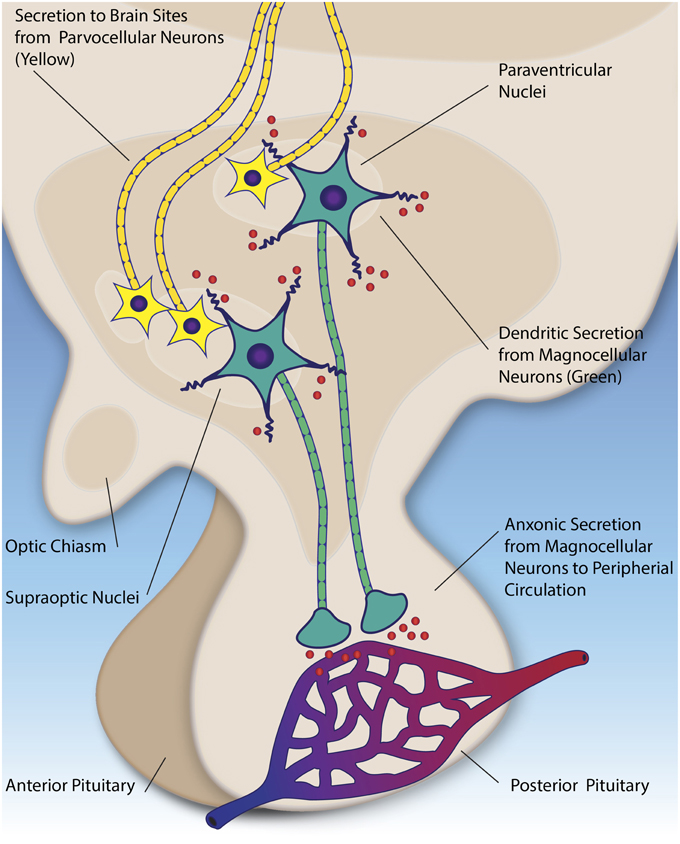 Secretion to Brain Sites
from Parvocellular Neurons
(Yellow)
Paraventricular
Nuclei
Dendritic Secretion
from Magnocellular
Neurons (Green)
Optic Chiasm
Supraoptic Nuclei
Anxonic Secretion
from Magnocellular
Neurons to Peripherial
Circulation
Anterior Pituitary
Posterior Pituitary